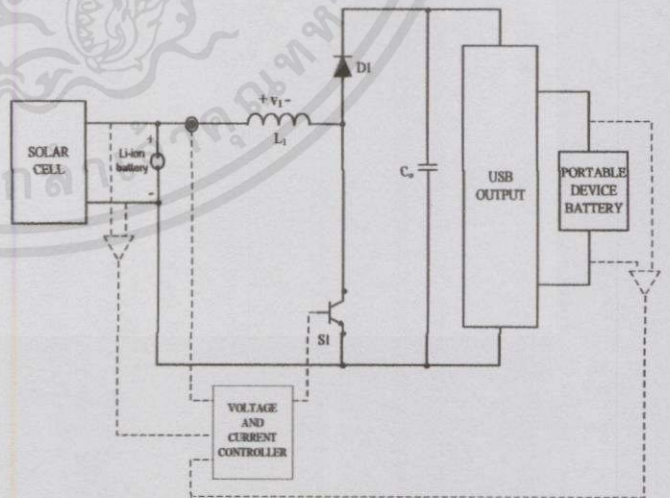 D1
+ v₁ -
L₁
SOLAR
CELL
+
Li-ion
battery
-
Cₒ
USB
OUTPUT
PORTABLE
DEVICE
BATTERY
S1
VOLTAGE
AND
CURRENT
CONTROLLER